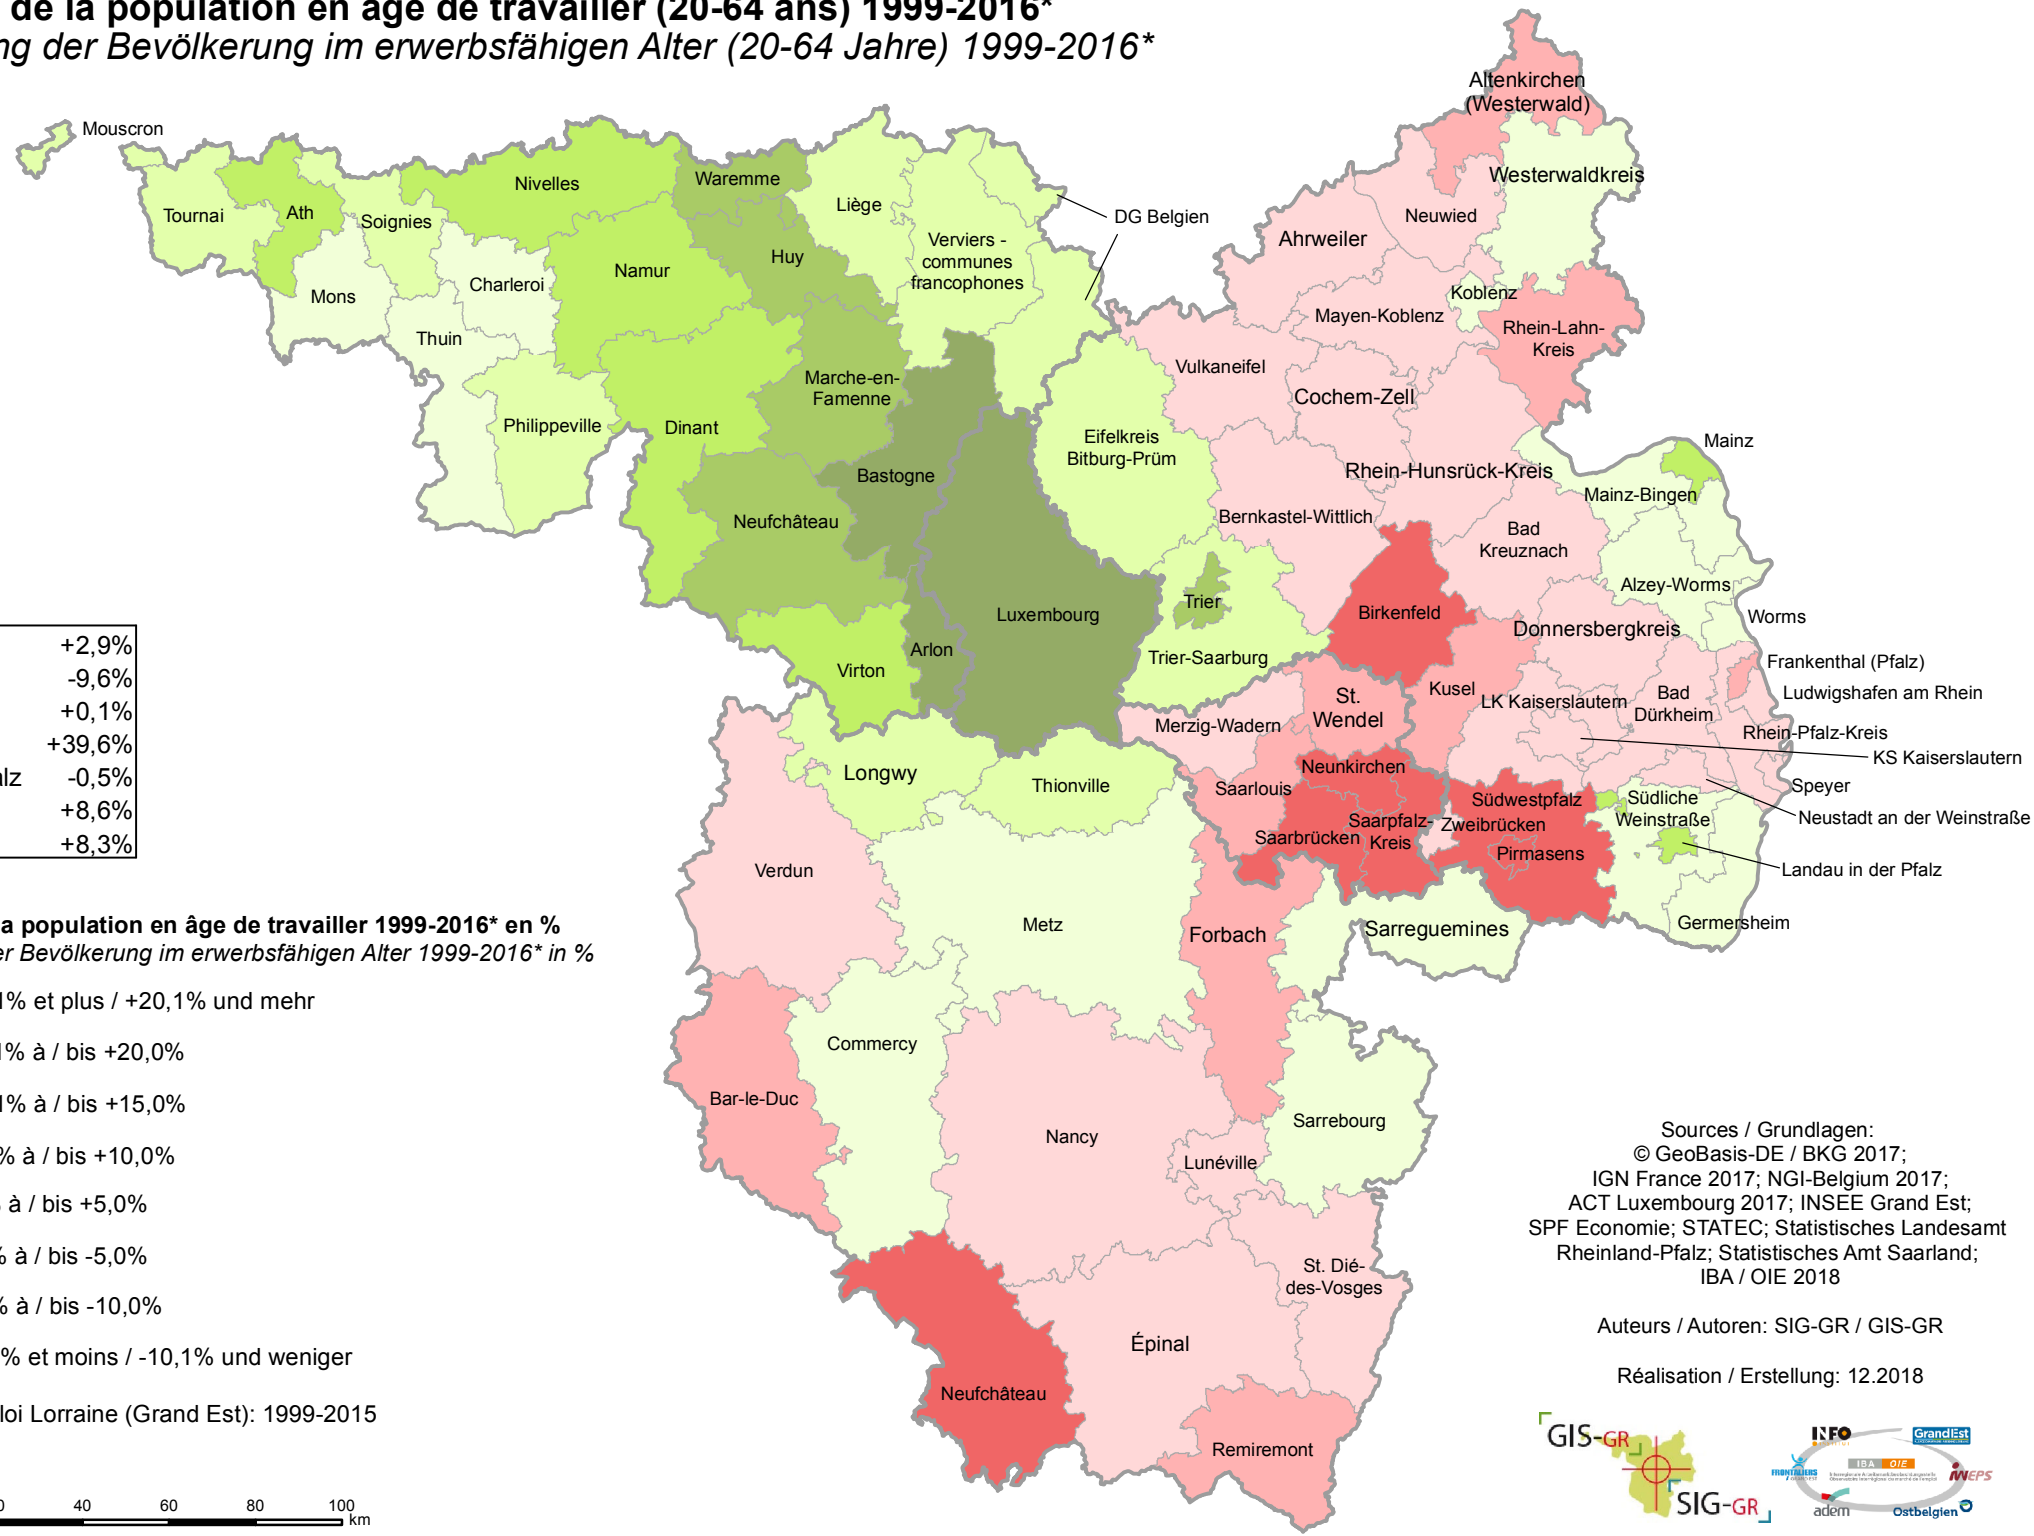 de la population en âge de travailler (20-64 ans) 1999-2016*
ng der Bevölkerung im erwerbsfähigen Alter (20-64 Jahre) 1999-2016*
Mouscron
Tournai
Ath
Soignies
Nivelles
Waremme
Liège
Mons
Charleroi
Thuin
Namur
Huy
Verviers -
communes
francophones
DG Belgien
Philippeville
Dinant
Marche-en-
Famenne
Bastogne
Neufchâteau
Virton
Arlon
Luxembourg
Altenkirchen
(Westerwald)
Westerwaldkreis
Neuwied
Ahrweiler
Koblenz
Mayen-Koblenz
Rhein-Lahn-
Kreis
Vulkaneifel
Cochem-Zell
Eifelkreis
Bitburg-Prüm
Rhein-Hunsrück-Kreis
Mainz
Mainz-Bingen
Bernkastel-Wittlich
Bad
Kreuznach
Alzey-Worms
Worms
Trier
Trier-Saarburg
Birkenfeld
Donnersbergkreis
Frankenthal (Pfalz)
Ludwigshafen am Rhein
Kusel
LK Kaiserslautern
Bad
Dürkheim
Rhein-Pfalz-Kreis
KS Kaiserslautern
Speyer
Neustadt an der Weinstraße
Landau in der Pfalz
Südliche
Weinstraße
Germersheim
Südwestpfalz
Zweibrücken
Pirmasens
Merzig-Wadern
St.
Wendel
Neunkirchen
Saarlouis
Saarbrücken
Saarpfalz-
Kreis
Longwy
Thionville
Verdun
Metz
Forbach
Sarreguemines
Commercy
Bar-le-Duc
Nancy
Lunéville
Sarrebourg
St. Dié-
des-Vosges
Épinal
Neufchâteau
Remiremont
+2,9%
-9,6%
+0,1%
+39,6%
alz -0,5%
+8,6%
+8,3%
la population en âge de travailler 1999-2016* en %
er Bevölkerung im erwerbsfähigen Alter 1999-2016* in %
1% et plus / +20,1% und mehr
1% à / bis +20,0%
1% à / bis +15,0%
% à / bis +10,0%
à / bis +5,0%
% à / bis -5,0%
% à / bis -10,0%
% et moins / -10,1% und weniger
loi Lorraine (Grand Est): 1999-2015
0 40 60 80 100
km
Sources / Grundlagen:
© GeoBasis-DE / BKG 2017;
IGN France 2017; NGI-Belgium 2017;
ACT Luxembourg 2017; INSEE Grand Est;
SPF Economie; STATEC; Statistisches Landesamt
Rheinland-Pfalz; Statistisches Amt Saarland;
IBA / OIE 2018
Auteurs / Autoren: SIG-GR / GIS-GR
Réalisation / Erstellung: 12.2018
GIS-GR
SIG-GR
INFO
GrandEst
IBA OIE
FRONTALIERS
IWEPS
adem
Ostbelgien